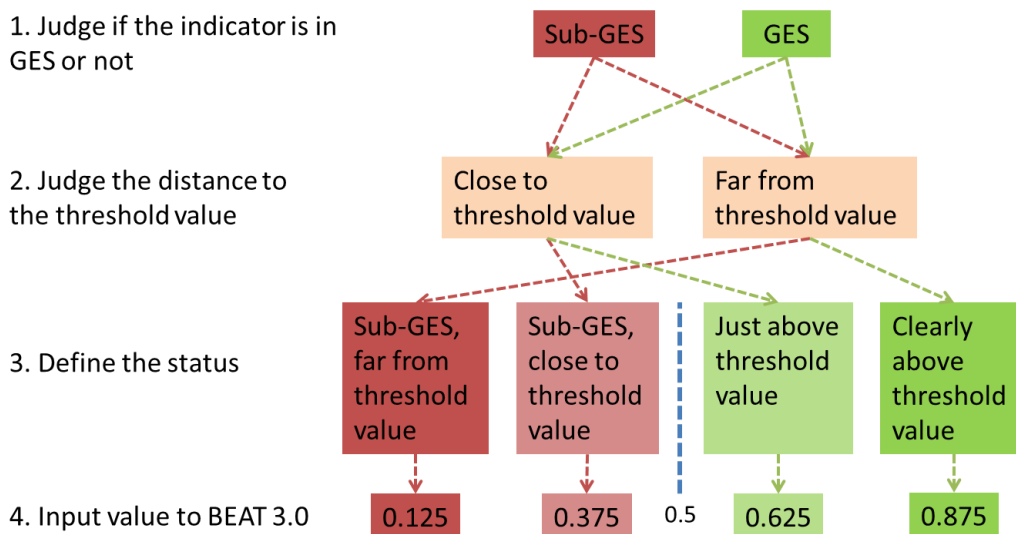 1. Judge if the indicator is in
GES or not
Sub-GES
GES
2. Judge the distance to
the threshold value
Close to
threshold value
Far from
threshold value
3. Define the status
Sub-GES,
far from
threshold
value
Sub-GES,
close to
threshold
value
Just above
threshold
value
Clearly
above
threshold
value
4. Input value to BEAT 3.0
0.125
0.375
0.5
0.625
0.875